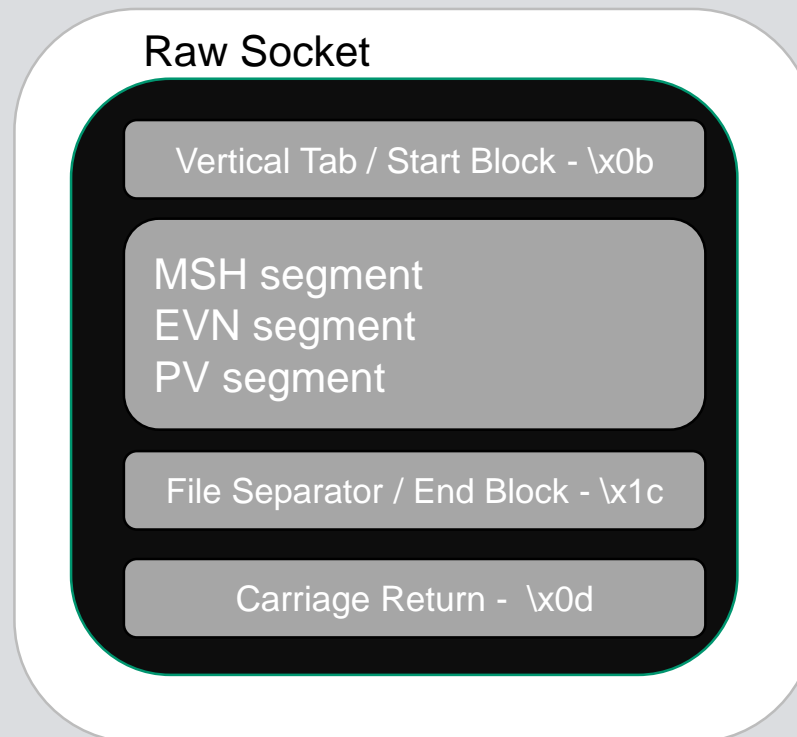 Raw Socket
Vertical Tab / Start Block - \x0b
MSH segment
EVN segment
PV segment
File Separator / End Block - \x1c
Carriage Return -  \x0d